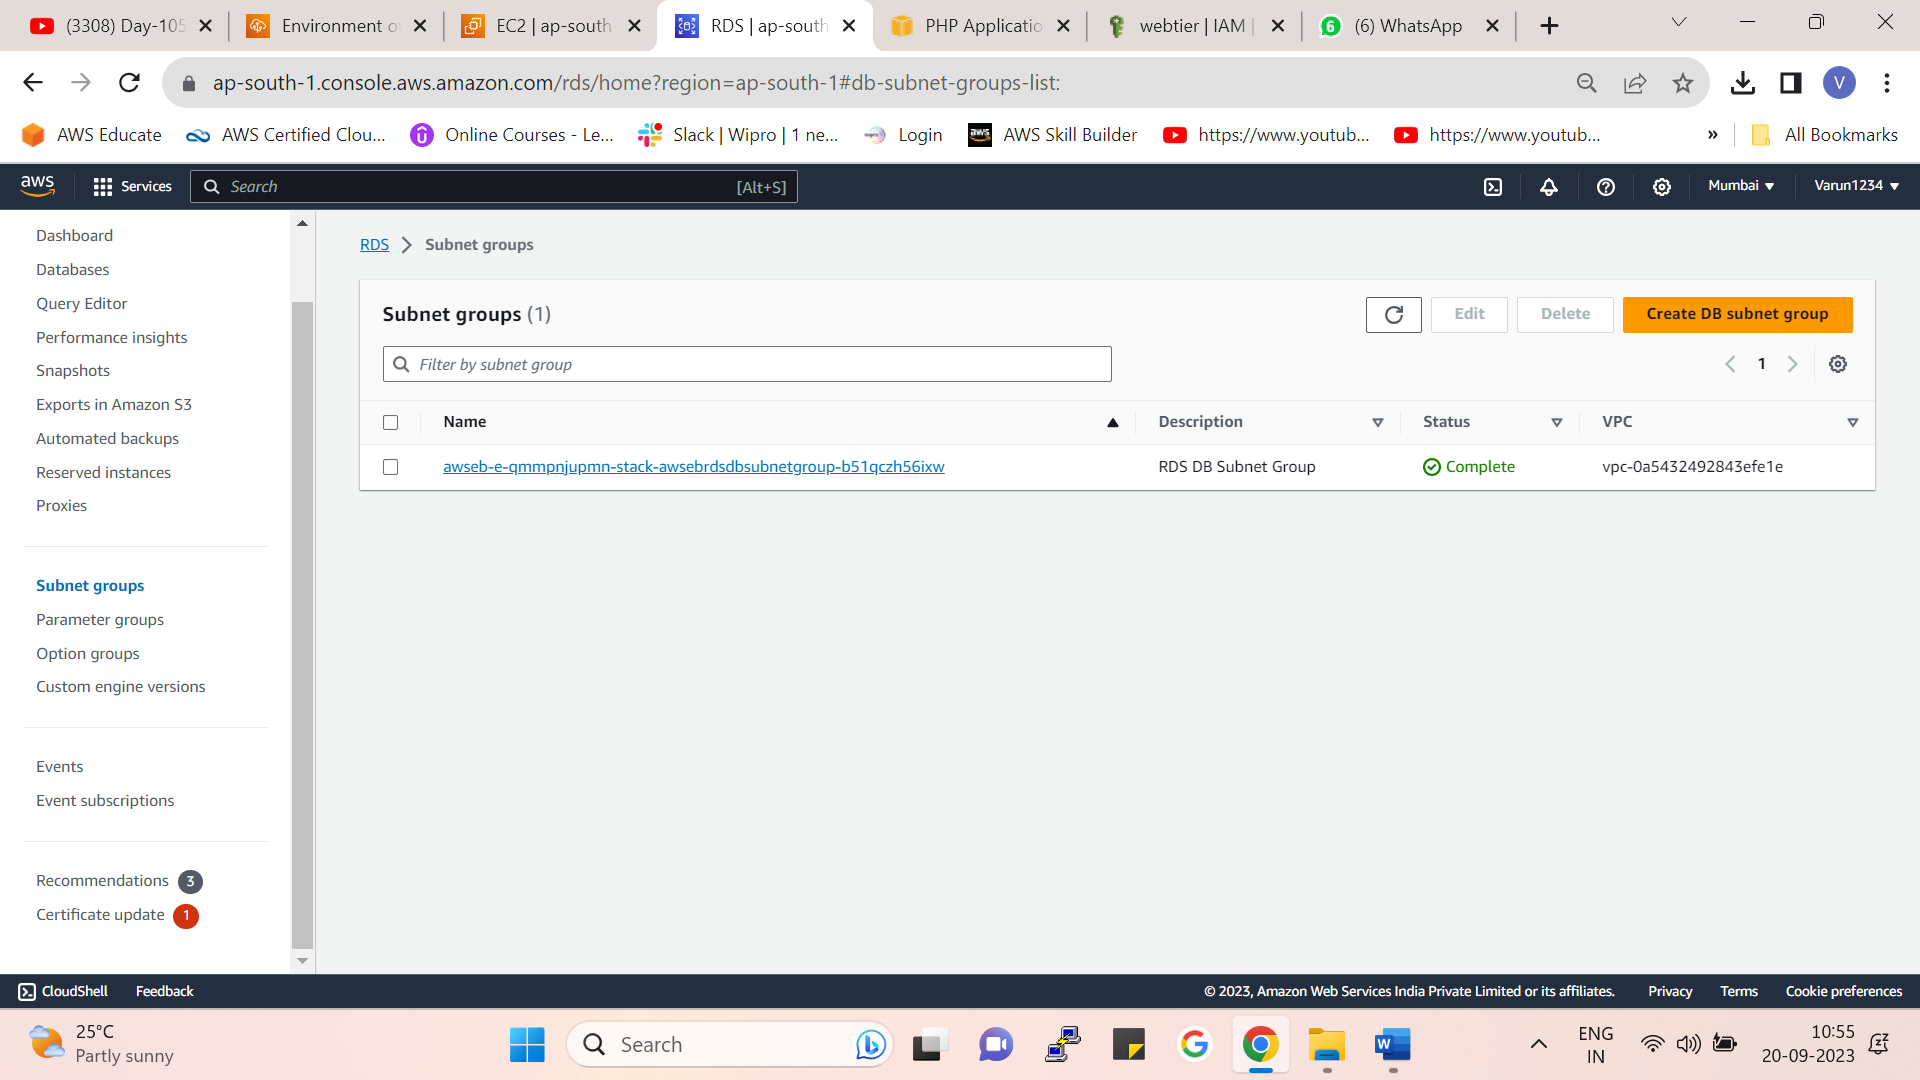 (3308) Day-105
Environment o
EC2 | ap-south
RDS | ap-south
PHP Applicatio
webtier | IAM |
(6) WhatsApp
ap-south-1.console.aws.amazon.com/rds/home?region=ap-south-1#db-subnet-groups-list:
V
AWS Educate
AWS Certified Clou...
Online Courses - Le...
Slack | Wipro | 1 ne...
Login
AWS Skill Builder
https://www.youtub...
https://www.youtub...
»
All Bookmarks
aws
Services
Search
[Alt+S]
Mumbai
Varun1234
Dashboard
Databases
Query Editor
Performance insights
Snapshots
Exports in Amazon S3
Automated backups
Reserved instances
Proxies
Subnet groups
Parameter groups
Option groups
Custom engine versions
Events
Event subscriptions
Recommendations 3
Certificate update 1
RDS > Subnet groups
Subnet groups (1)
Edit
Delete
Create DB subnet group
Filter by subnet group
1
Name Description Status VPC
awseb-e-qmmpnjupmn-stack-awsebrdsdbsubnetgroup-b51qczh56ixw RDS DB Subnet Group Complete vpc-0a5432492843efe1e
CloudShell
Feedback
© 2023, Amazon Web Services India Private Limited or its affiliates.
Privacy
Terms
Cookie preferences
25°C
Partly sunny
Search
ENG
IN
10:55
20-09-2023